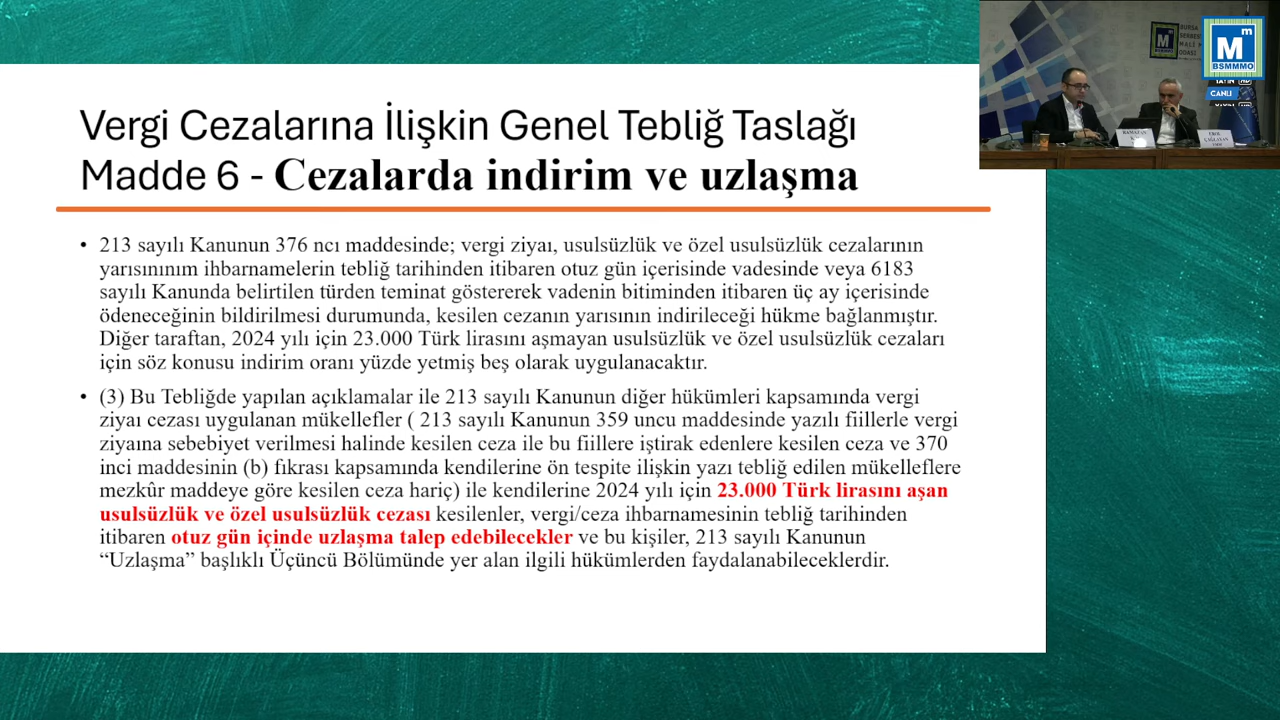 Vergi Cezalarına İlişkin Genel Tebliğ Taslağı
Madde 6 - Cezalarda indirim ve uzlaşma
• 213 sayılı Kanunun 376 ncı maddesinde; vergi ziyaı, usulsüzlük ve özel usulsüzlük cezalarının
yarısınınım ihbarnamelerin tebliğ tarihinden itibaren otuz gün içerisinde vadesinde veya 6183
sayılı Kanunda belirtilen türden teminat göstererek vadenin bitiminden itibaren üç ay içerisinde
ödeneceğinin bildirilmesi durumunda, kesilen cezanın yarısının indirileceği hükme bağlanmıştır.
Diğer taraftan, 2024 yılı için 23.000 Türk lirasını aşmayan usulsüzlük ve özel usulsüzlük cezaları
için söz konusu indirim oranı yüzde yetmiş beş olarak uygulanacaktır.
• (3) Bu Tebliğde yapılan açıklamalar ile 213 sayılı Kanunun diğer hükümleri kapsamında vergi
ziyaı cezası uygulanan mükellefler ( 213 sayılı Kanunun 359 uncu maddesinde yazılı fiillerle vergi
ziyaına sebebiyet verilmesi halinde kesilen ceza ile bu fiillere iştirak edenlere kesilen ceza ve 370
inci maddesinin (b) fıkrası kapsamında kendilerine ön tespite ilişkin yazı tebliğ edilen mükelleflere
mezkûr maddeye göre kesilen ceza hariç) ile kendilerine 2024 yılı için 23.000 Türk lirasını aşan
usulsüzlük ve özel usulsüzlük cezası kesilenler, vergi/ceza ihbarnamesinin tebliğ tarihinden
itibaren otuz gün içinde uzlaşma talep edebilecekler ve bu kişiler, 213 sayılı Kanunun
“Uzlaşma” başlıklı Üçüncü Bölümünde yer alan ilgili hükümlerden faydalanabileceklerdir.
BURSA
SERBEST
MALİ
ODASI
Mm
BSMMMO
CANLI
RAMAZAN
EROL